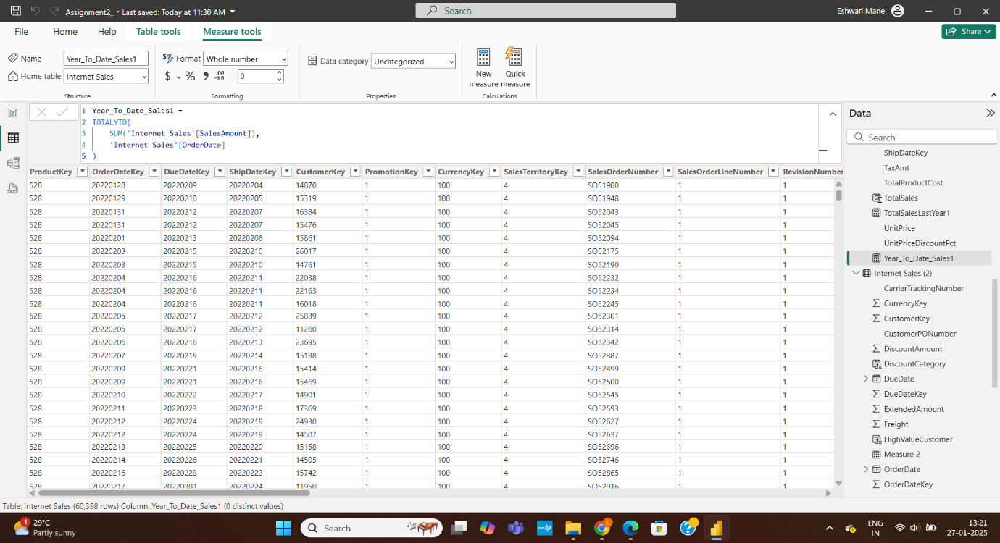 Assignment2_ • Last saved: Today at 11:30 AM
Search
Eshwari Mane
File Home Help Table tools Measure tools
Share
Name Year_To_Date_Sales1
Home table Internet Sales
Structure
Format Whole number
$ % 0
Formatting
Data category Uncategorized
Properties
New measure
Quick measure
Calculations
1 Year_To_Date_Sales1 =
2 TOTALYTD(
3 SUM('Internet Sales'[SalesAmount]),
4 'Internet Sales'[OrderDate]
5 )
ProductKey OrderDateKey DueDateKey ShipDateKey CustomerKey PromotionKey CurrencyKey SalesTerritoryKey SalesOrderNumber SalesOrderLineNumber RevisionNumber
528 20220128 20220209 20220204 14870 1 100 4 SO51900 1 1
528 20220129 20220210 20220205 15319 1 100 4 SO51948 1 1
528 20220131 20220212 20220207 16384 1 100 4 SO52043 1 1
528 20220131 20220212 20220207 15476 1 100 4 SO52045 1 1
528 20220201 20220213 20220208 15861 1 100 4 SO52094 1 1
528 20220203 20220215 20220210 26017 1 100 4 SO52175 1 1
528 20220203 20220215 20220210 14761 1 100 4 SO52190 1 1
528 20220204 20220216 20220211 22038 1 100 4 SO52232 1 1
528 20220204 20220216 20220211 22163 1 100 4 SO52234 1 1
528 20220204 20220216 20220211 16018 1 100 4 SO52245 1 1
528 20220205 20220217 20220212 25839 1 100 4 SO52301 1 1
528 20220205 20220217 20220212 11260 1 100 4 SO52314 1 1
528 20220206 20220218 20220213 23695 1 100 4 SO52342 1 1
528 20220207 20220219 20220214 15198 1 100 4 SO52387 1 1
528 20220209 20220221 20220216 15414 1 100 4 SO52499 1 1
528 20220209 20220221 20220216 15469 1 100 4 SO52500 1 1
528 20220210 20220222 20220217 14901 1 100 4 SO52545 1 1
528 20220211 20220223 20220218 17369 1 100 4 SO52593 1 1
528 20220212 20220224 20220219 24930 1 100 4 SO52627 1 1
528 20220212 20220224 20220219 14507 1 100 4 SO52637 1 1
528 20220213 20220225 20220220 15158 1 100 4 SO52696 1 1
528 20220214 20220226 20220221 14505 1 100 4 SO52746 1 1
528 20220216 20220228 20220223 15742 1 100 4 SO52865 1 1
528 20220217 20220301 20220224 11950 1 100 4 SO52916 1 1
Data
Search
ShipDateKey
TaxAmt
TotalProductCost
TotalSales
TotalSalesLastYear1
UnitPrice
UnitPriceDiscountPct
Year_To_Date_Sales1
Internet Sales (2)
CarrierTrackingNumber
CurrencyKey
CustomerKey
CustomerPONumber
DiscountAmount
DiscountCategory
DueDate
DueDateKey
ExtendedAmount
Freight
HighValueCustomer
Measure 2
OrderDate
OrderDateKey
Table: Internet Sales (60,398 rows) Column: Year_To_Date_Sales1 (0 distinct values)
1
29°C
Partly sunny
Search
ENG
IN
13:21
27-01-2025